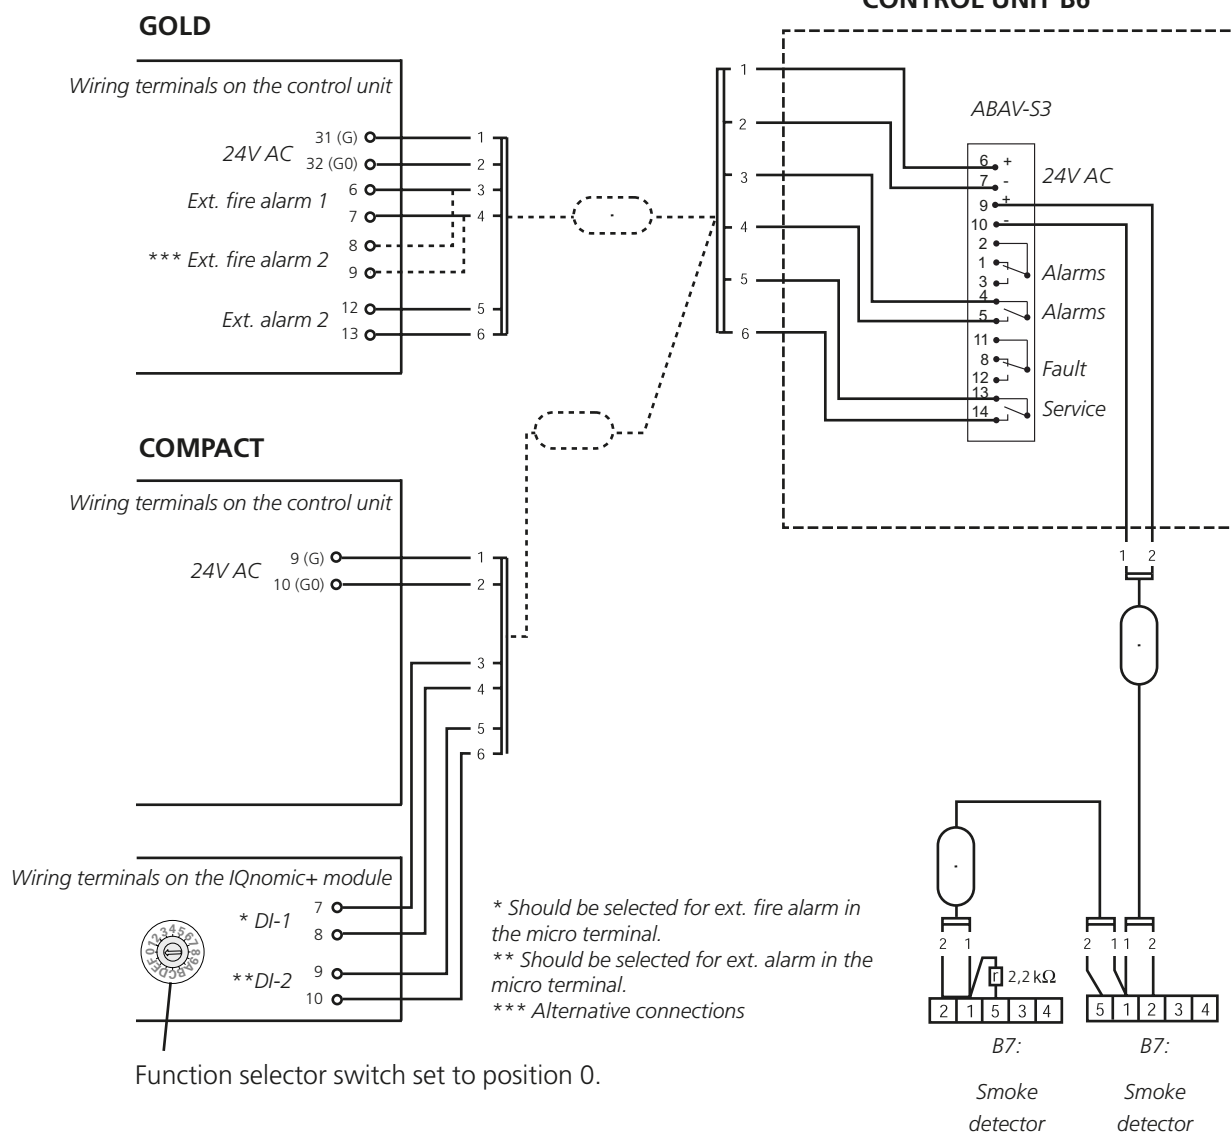 CONTROL UNIT B6
GOLD
Wiring terminals on the control unit
31 (G)
24V AC
32 (G0)
6
Ext. fire alarm 1
7
8
*** Ext. fire alarm 2
9
12
Ext. alarm 2
13
1
2
3
4
5
6
1
2
3
4
5
6
ABAV-S3
6 +
7 -
24V AC
9 +
10 -
2
1
3
Alarms
4
5
Alarms
11
8
12
Fault
13
14
Service
1 2
COMPACT
Wiring terminals on the control unit
9 (G)
24V AC
10 (G0)
1
2
3
4
5
6
Wiring terminals on the IQnomic+ module
7
* DI-1
8
9
**DI-2
10
0123456789ABCDEF
Function selector switch set to position 0.
* Should be selected for ext. fire alarm in
the micro terminal.
** Should be selected for ext. alarm in the
micro terminal.
*** Alternative connections
2 1
r 2,2 kΩ
2 1 5 3 4
B7:
Smoke
detector
2 1 1 2
5 1 2 3 4
B7:
Smoke
detector